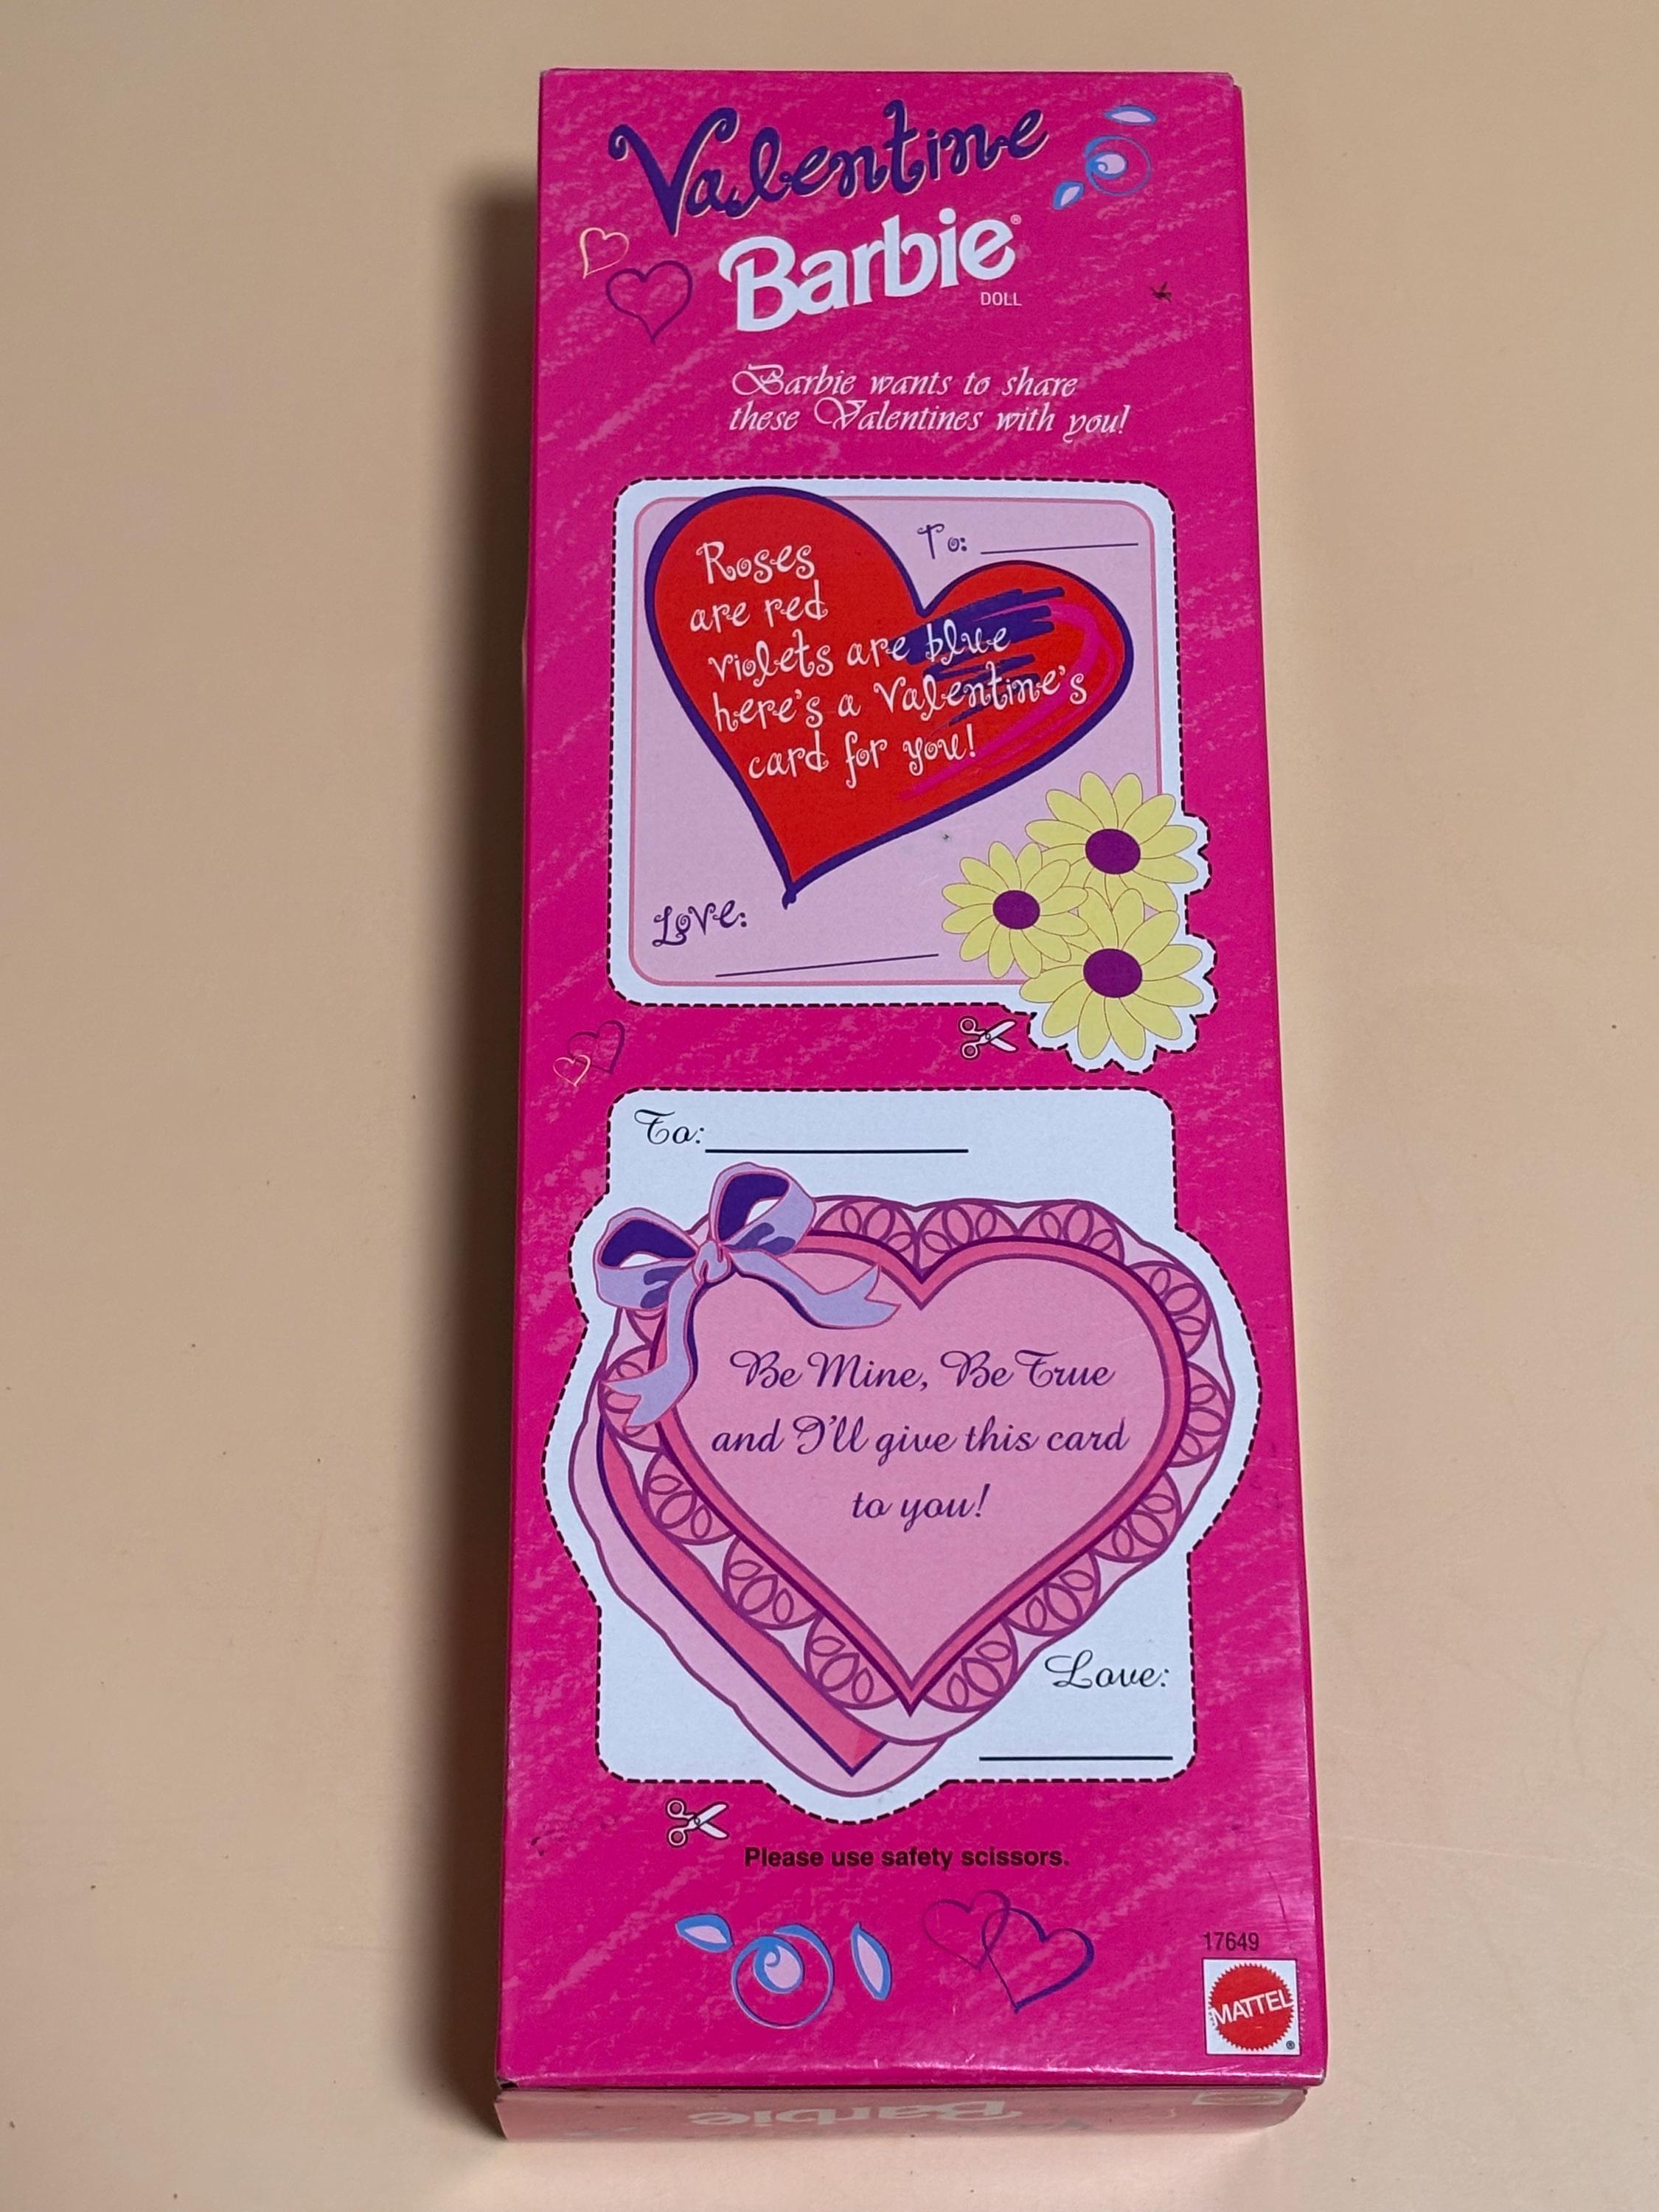 Valentine
Barbie®
DOLL
Barbie wants to share
these Valentines with you!
To:
Roses
are red
violets are blue
here's a Valentine's
card for you!
Love:
To:
Be Mine, Be True
and I'll give this card
to you!
Love:
Please use safety scissors.
17649
MATTEL
®
Barbie